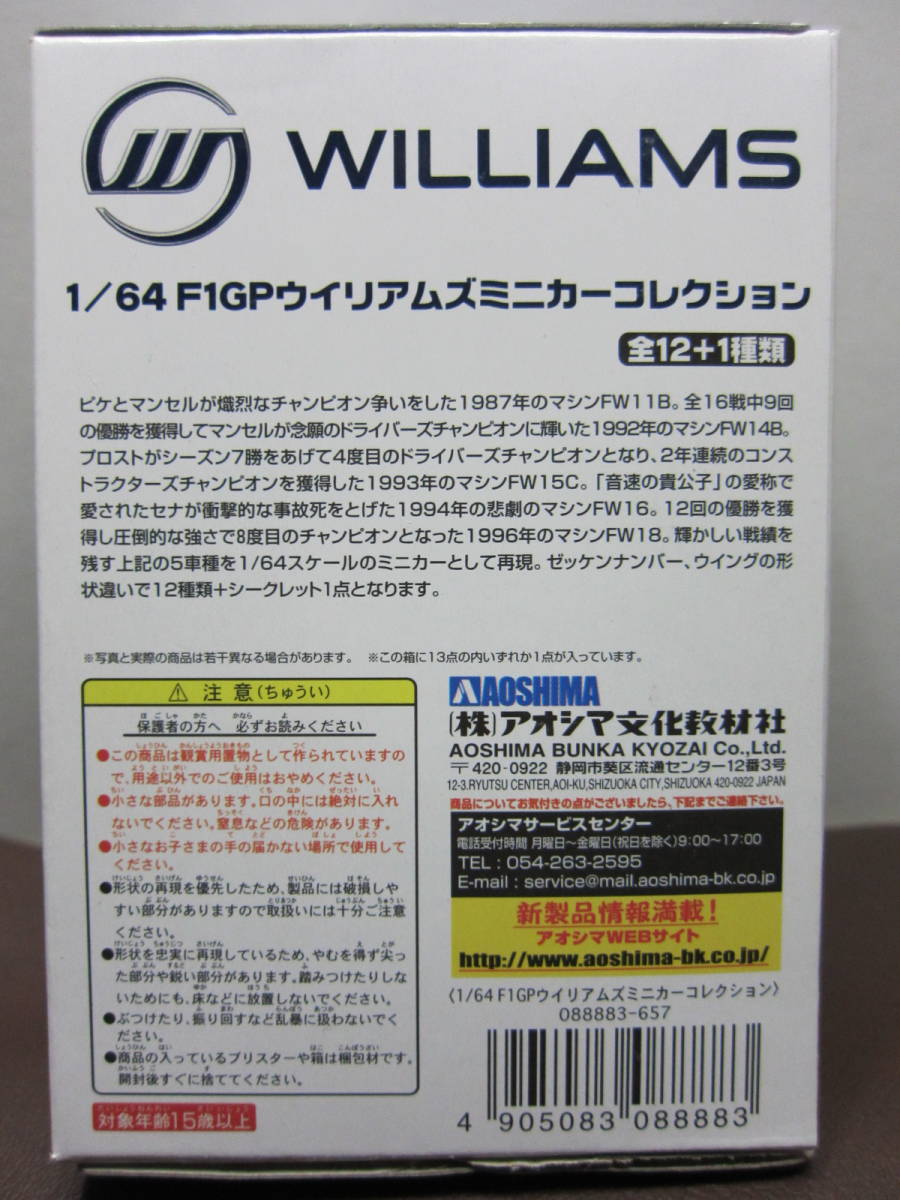 WILLIAMS
1/64 F1GPウイリアムズミニカーコレクション
全12+1種類
ピケとマンセルが熾烈なチャンピオン争いをした1987年のマシンFW11B。全16戦中9回
の優勝を獲得してマンセルが念願のドライバーズチャンピオンに輝いた1992年のマシンFW14B。
プロストがシーズン7勝をあげて4度目のドライバーズチャンピオンとなり、2年連続のコンス
トラクターズチャンピオンを獲得した1993年のマシンFW15C。「音速の貴公子」の愛称で
愛されたセナが衝撃的な事故死をとげた1994年の悲劇のマシンFW16。12回の優勝を獲
得し圧倒的な強さで8度目のチャンピオンとなった1996年のマシンFW18。輝かしい戦績を
残す上記の5車種を1/64スケールのミニカーとして再現。ゼッケンナンバー、ウイングの形
状違いで12種類+シークレット1点となります。
※写真と実際の商品は若干異なる場合があります。 ※この箱に13点の内いずれか1点が入っています。
⚠注意(ちゅうい)
保護者の方へ 必ずお読みください
●この商品は観賞用置物として作られていますの
で、用途以外でのご使用はおやめください。
●小さな部品があります。口の中には絶対に入れ
ないでください。窒息などの危険があります。
●小さなお子さまの手の届かない場所で使用して
ください。
●形状の再現を優先したため、製品には破損しや
すい部分がありますので取扱いには十分ご注意
ください。
●形状を忠実に再現しているため、やむを得ず尖っ
た部分や鋭い部分があります。踏みつけたりしな
いためにも、床などに放置しないでください。
●ぶつけたり、振り回すなど乱暴に扱わないでく
ださい。
●商品の入っているブリスターや箱は梱包材です。
開封後すぐに捨ててください。
対象年齢15歳以上
AOSHIMA
(株)アオシマ文化教材社
AOSHIMA BUNKA KYOZAI Co.,Ltd.
〒420-0922 静岡市葵区流通センター12番3号
12-3.RYUTSU CENTER,AOI-KU,SHIZUOKA CITY,SHIZUOKA 420-0922 JAPAN
商品についてお気付きの点がございましたら、下記までご連絡下さい。
アオシマサービスセンター
電話受付時間 月曜日〜金曜日(祝日を除く)9:00〜17:00
TEL : 054-263-2595
E-mail : service@mail.aoshima-bk.co.jp
新製品情報満載!
アオシマWEBサイト
http://www.aoshima-bk.co.jp/
〈1/64 F1GPウイリアムズミニカーコレクション〉
088883-657
4 905083 088883